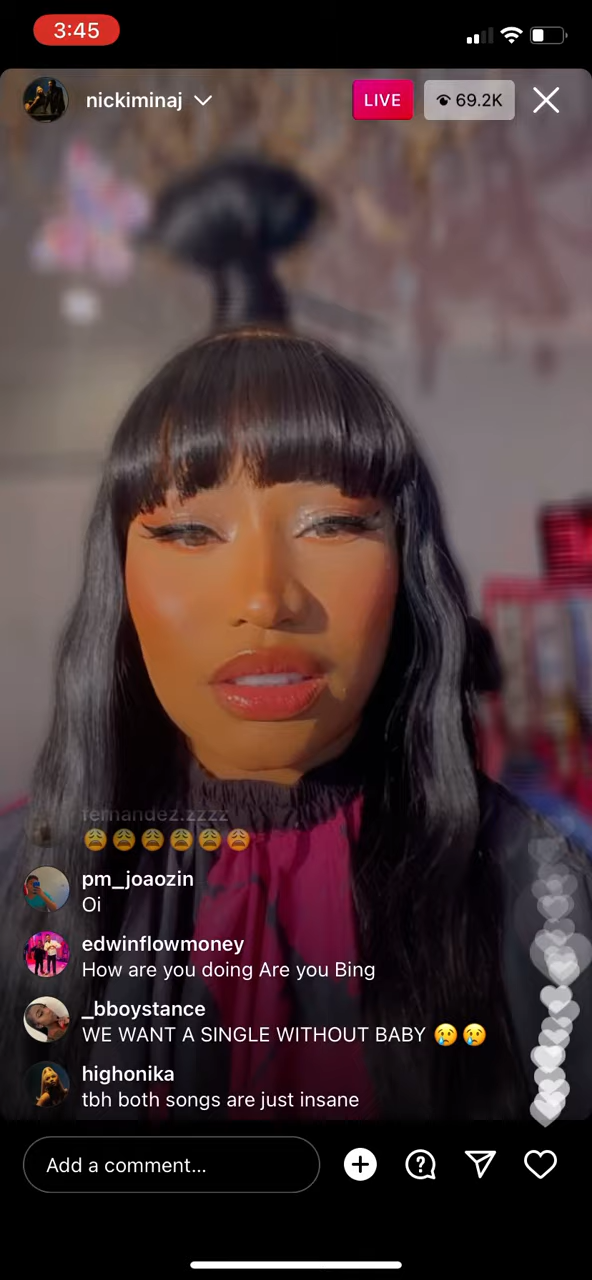 3:45
nickiminaj
LIVE
69.2K
fernandez.zzzz
😩😩😩😩😩😩
pm_joaozin
Oi
edwinflowmoney
How are you doing Are you Bing
_bboystance
WE WANT A SINGLE WITHOUT BABY 😢😢
highonika
tbh both songs are just insane
Add a comment...